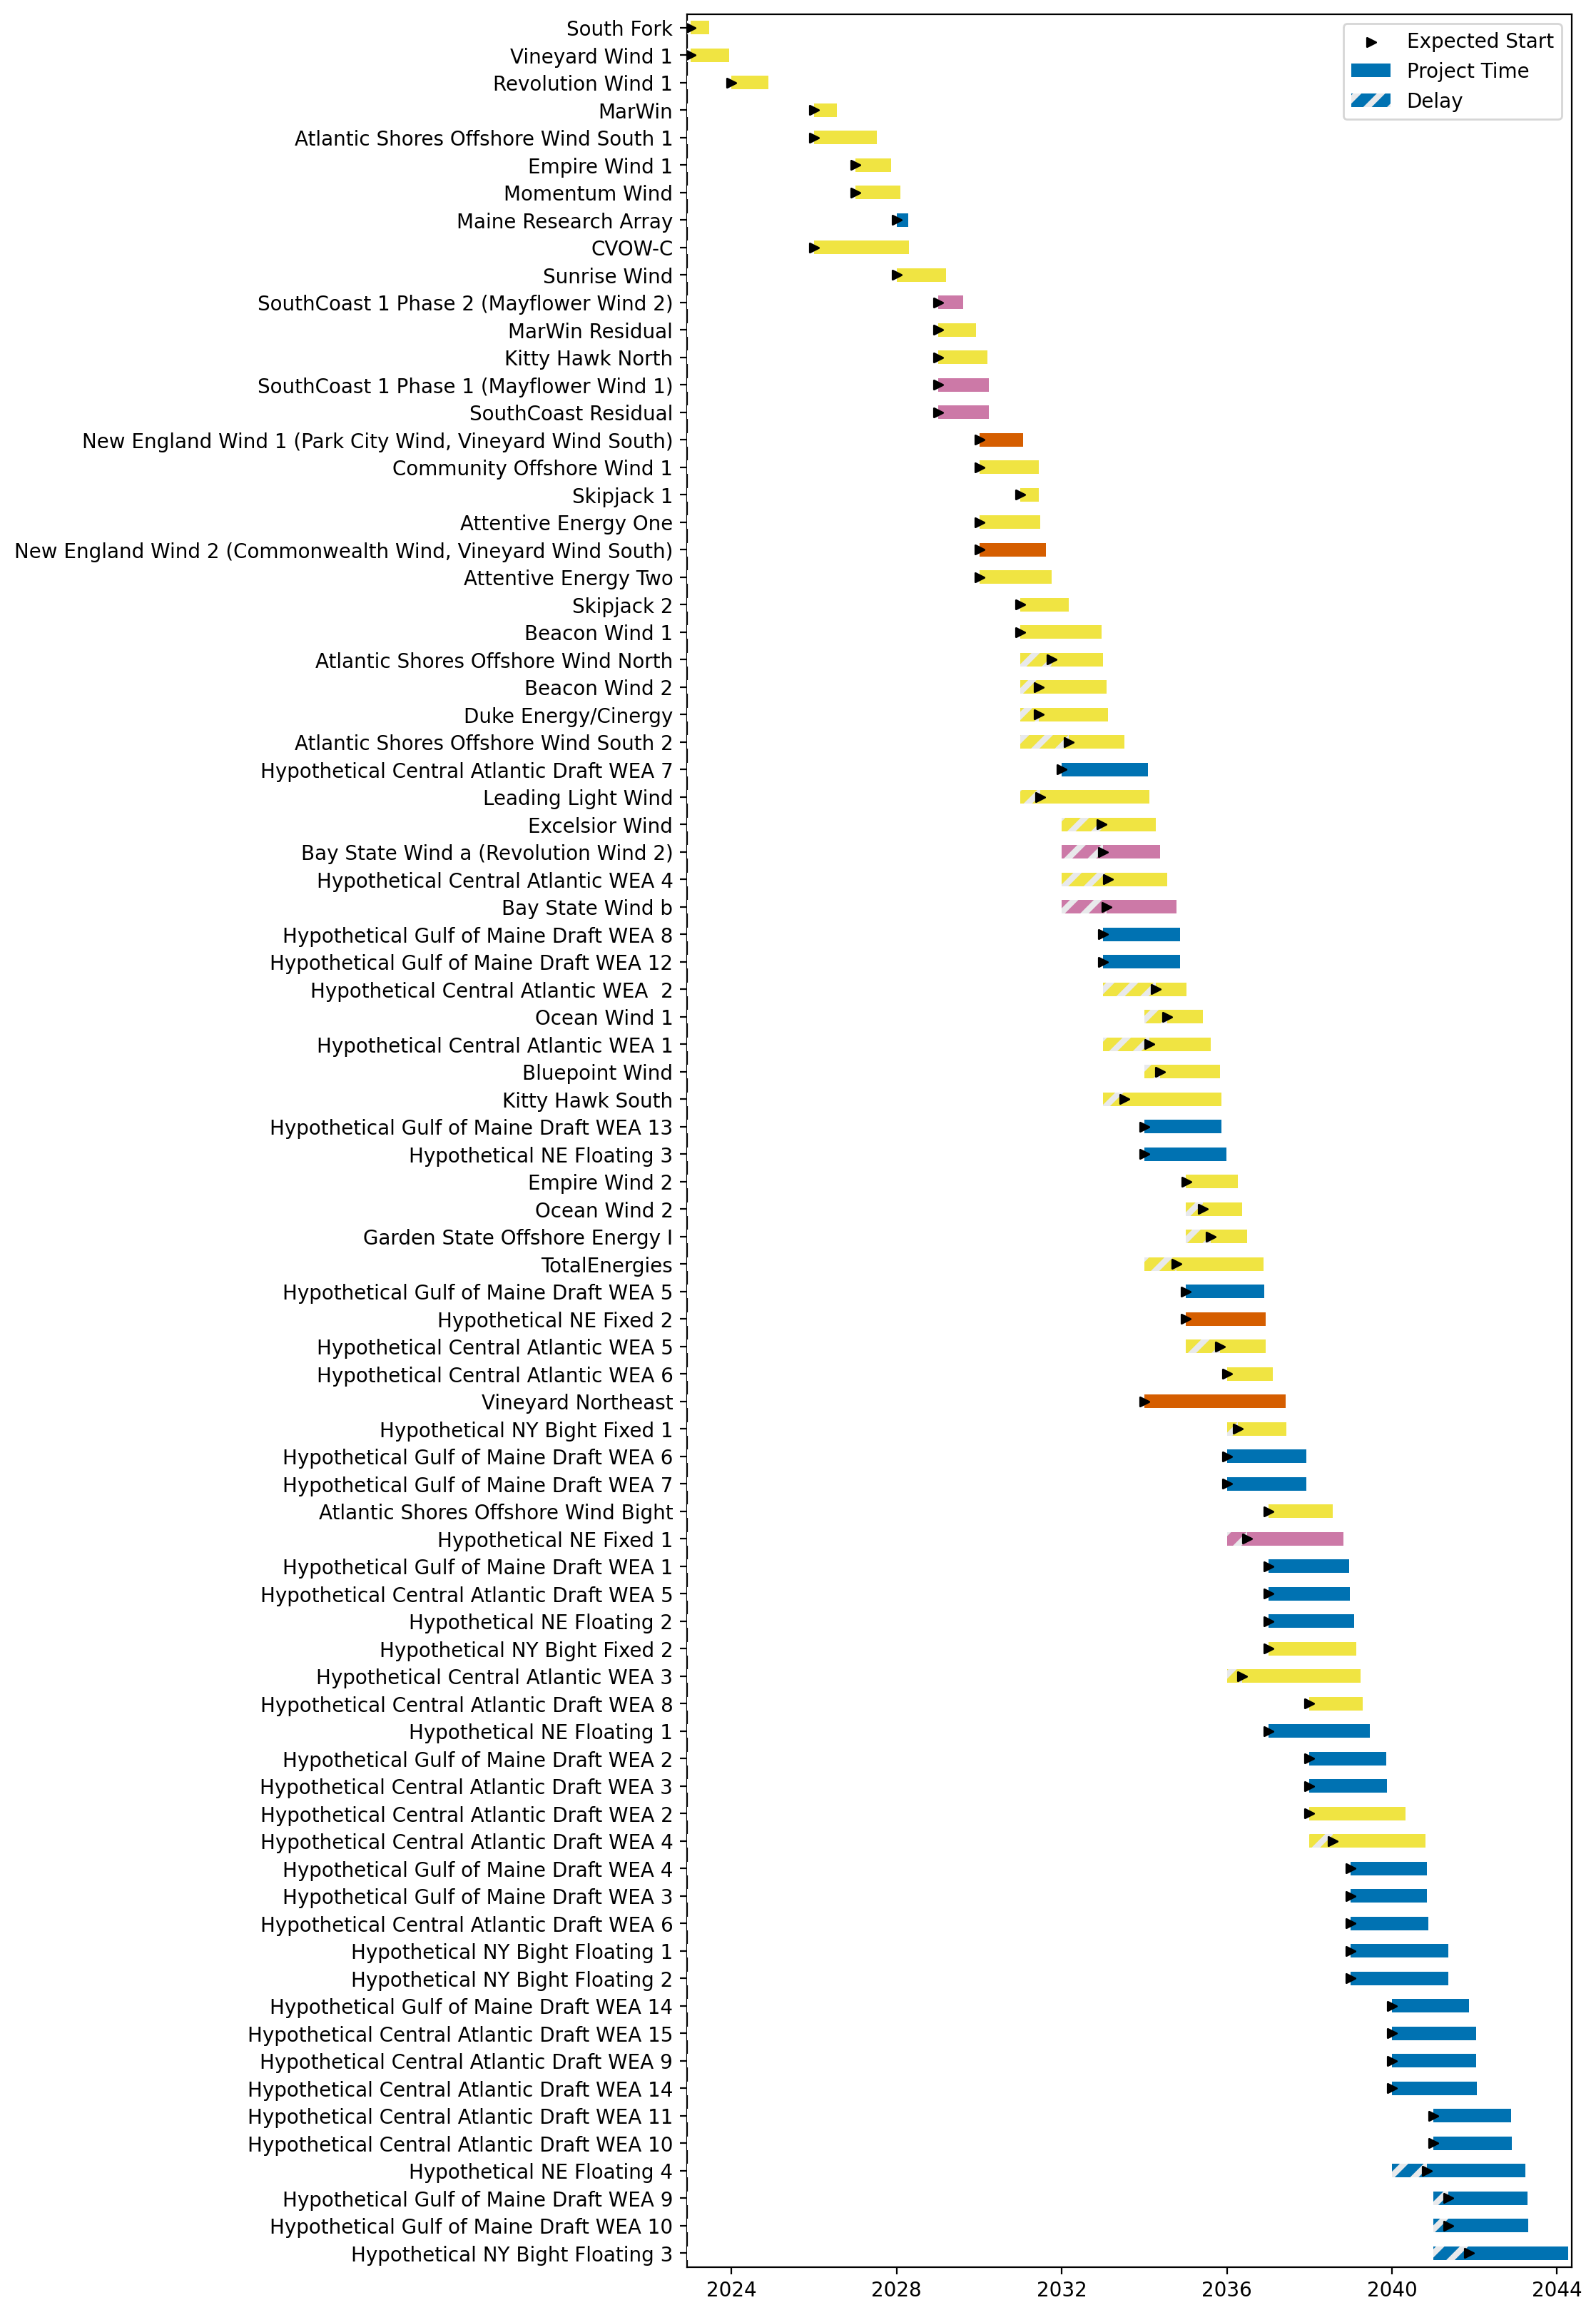 South Fork
Vineyard Wind 1
Revolution Wind 1
MarWin
Atlantic Shores Offshore Wind South 1
Empire Wind 1
Momentum Wind
Maine Research Array
CVOW-C
Sunrise Wind
SouthCoast 1 Phase 2 (Mayflower Wind 2)
MarWin Residual
Kitty Hawk North
SouthCoast 1 Phase 1 (Mayflower Wind 1)
SouthCoast Residual
New England Wind 1 (Park City Wind, Vineyard Wind South)
Community Offshore Wind 1
Skipjack 1
Attentive Energy One
New England Wind 2 (Commonwealth Wind, Vineyard Wind South)
Attentive Energy Two
Skipjack 2
Beacon Wind 1
Atlantic Shores Offshore Wind North
Beacon Wind 2
Duke Energy/Cinergy
Atlantic Shores Offshore Wind South 2
Hypothetical Central Atlantic Draft WEA 7
Leading Light Wind
Excelsior Wind
Bay State Wind a (Revolution Wind 2)
Hypothetical Central Atlantic WEA 4
Bay State Wind b
Hypothetical Gulf of Maine Draft WEA 8
Hypothetical Gulf of Maine Draft WEA 12
Hypothetical Central Atlantic WEA  2
Ocean Wind 1
Hypothetical Central Atlantic WEA 1
Bluepoint Wind
Kitty Hawk South
Hypothetical Gulf of Maine Draft WEA 13
Hypothetical NE Floating 3
Empire Wind 2
Ocean Wind 2
Garden State Offshore Energy I
TotalEnergies
Hypothetical Gulf of Maine Draft WEA 5
Hypothetical NE Fixed 2
Hypothetical Central Atlantic WEA 5
Hypothetical Central Atlantic WEA 6
Vineyard Northeast
Hypothetical NY Bight Fixed 1
Hypothetical Gulf of Maine Draft WEA 6
Hypothetical Gulf of Maine Draft WEA 7
Atlantic Shores Offshore Wind Bight
Hypothetical NE Fixed 1
Hypothetical Gulf of Maine Draft WEA 1
Hypothetical Central Atlantic Draft WEA 5
Hypothetical NE Floating 2
Hypothetical NY Bight Fixed 2
Hypothetical Central Atlantic WEA 3
Hypothetical Central Atlantic Draft WEA 8
Hypothetical NE Floating 1
Hypothetical Gulf of Maine Draft WEA 2
Hypothetical Central Atlantic Draft WEA 3
Hypothetical Central Atlantic Draft WEA 2
Hypothetical Central Atlantic Draft WEA 4
Hypothetical Gulf of Maine Draft WEA 4
Hypothetical Gulf of Maine Draft WEA 3
Hypothetical Central Atlantic Draft WEA 6
Hypothetical NY Bight Floating 1
Hypothetical NY Bight Floating 2
Hypothetical Gulf of Maine Draft WEA 14
Hypothetical Central Atlantic Draft WEA 15
Hypothetical Central Atlantic Draft WEA 9
Hypothetical Central Atlantic Draft WEA 14
Hypothetical Central Atlantic Draft WEA 11
Hypothetical Central Atlantic Draft WEA 10
Hypothetical NE Floating 4
Hypothetical Gulf of Maine Draft WEA 9
Hypothetical Gulf of Maine Draft WEA 10
Hypothetical NY Bight Floating 3
Expected Start
Project Time
Delay
2024 2028 2032 2036 2040 2044